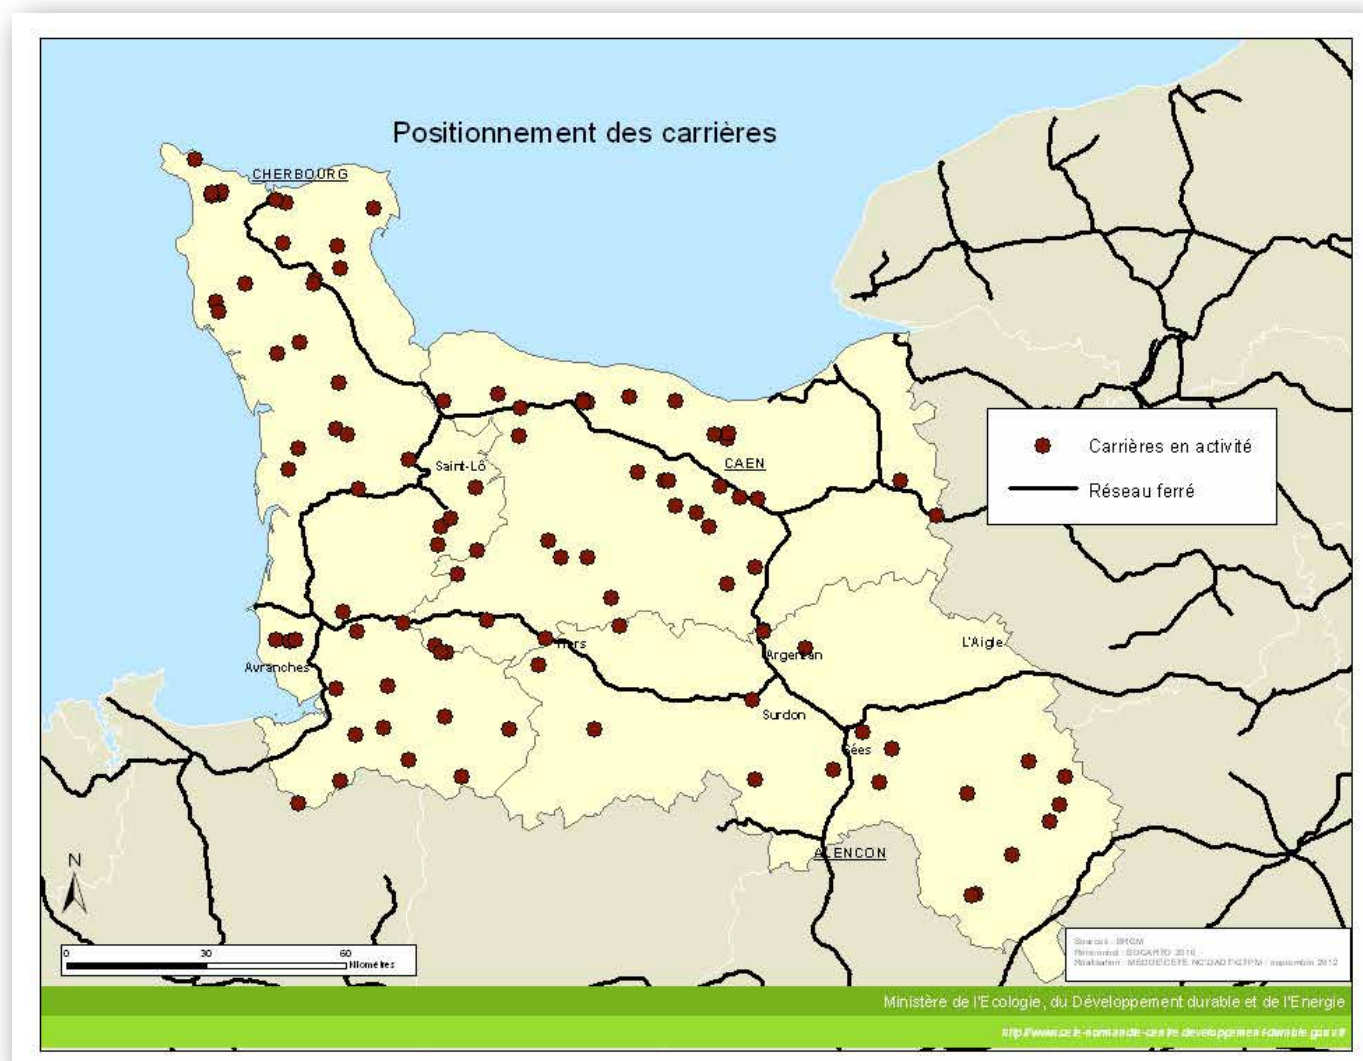 Positionnement des carrières
CHERBOURG
Carrières en activité
Saint-Lô
CAEN
Réseau ferré
L'Aigle
Argentan
Avranches
Surdon
Sées
N
ALENCON
0 30 60
Kilomètres
Ministère de l'Ecologie, du Développement durable et de l'Energie